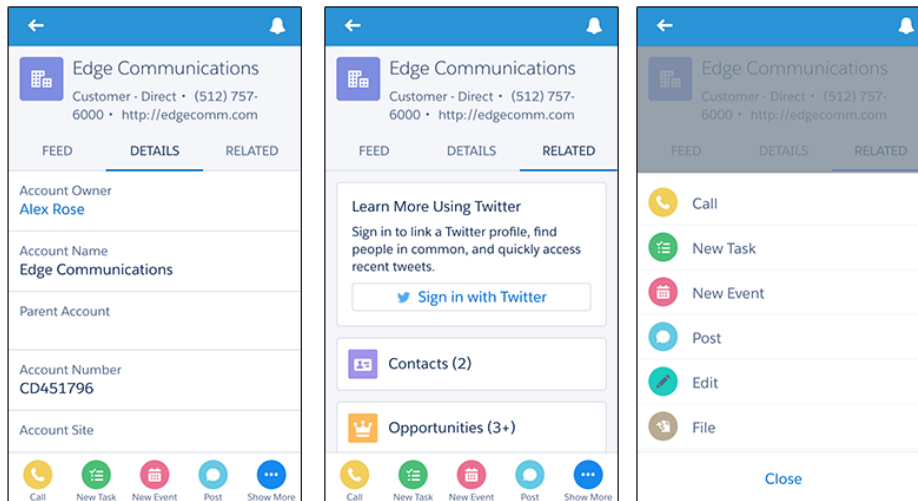 Edge Communications
Customer - Direct • (512) 757-
6000 • http://edgecomm.com
FEED DETAILS RELATED
Account Owner
Alex Rose
Account Name
Edge Communications
Parent Account
Account Number
CD451796
Account Site
Call New Task New Event Post Show More
Edge Communications
Customer - Direct • (512) 757-
6000 • http://edgecomm.com
FEED DETAILS RELATED
Learn More Using Twitter
Sign in to link a Twitter profile, find
people in common, and quickly access
recent tweets.
Sign in with Twitter
Contacts (2)
Opportunities (3+)
Call New Task New Event Post Show More
Edge Communications
Customer - Direct • (512) 757-
6000 • http://edgecomm.com
FEED DETAILS RELATED
Call
New Task
New Event
Post
Edit
File
Close